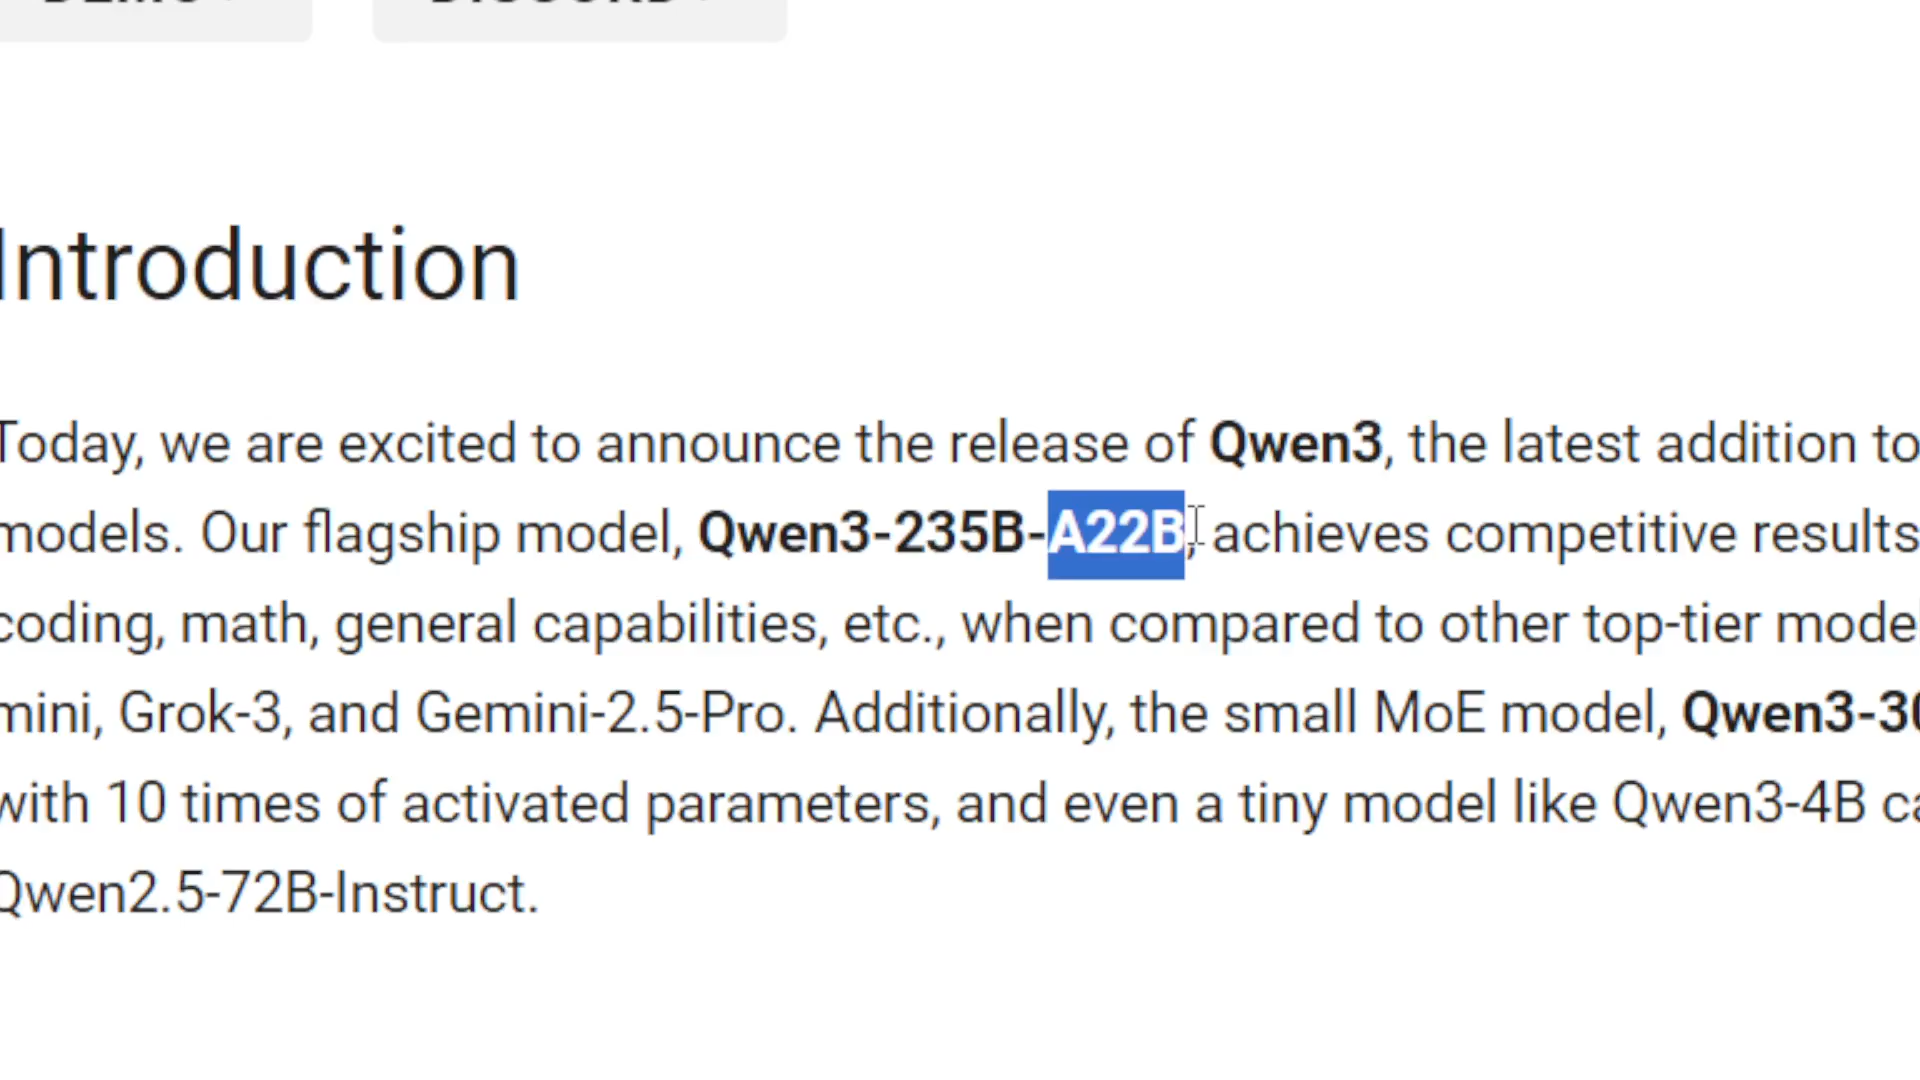 Introduction
Today, we are excited to announce the release of Qwen3, the latest addition to
models. Our flagship model, Qwen3-235B-A22B, achieves competitive results
coding, math, general capabilities, etc., when compared to other top-tier
mini, Grok-3, and Gemini-2.5-Pro. Additionally, the small MoE model, Qwen3-30
with 10 times of activated parameters, and even a tiny model like Qwen3-4B
Qwen2.5-72B-Instruct.